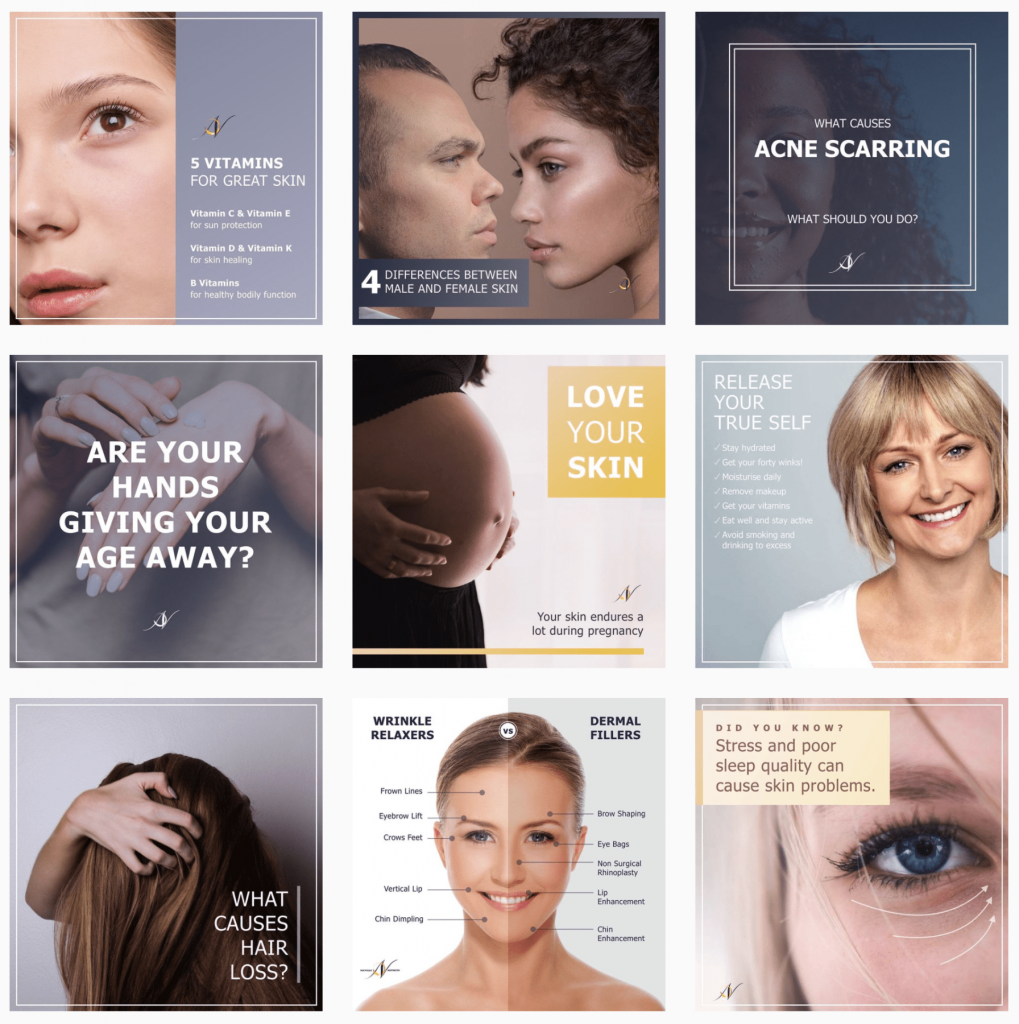 5 VITAMINS
FOR GREAT SKIN
Vitamin C & Vitamin E
for sun protection
Vitamin D & Vitamin K
for skin healing
B Vitamins
for healthy bodily function
4 DIFFERENCES BETWEEN
MALE AND FEMALE SKIN
WHAT CAUSES
ACNE SCARRING
WHAT SHOULD YOU DO?
ARE YOUR
HANDS
GIVING YOUR
AGE AWAY?
LOVE
YOUR
SKIN
Your skin endures a
lot during pregnancy
RELEASE
YOUR
TRUE SELF
✓ Stay hydrated
✓ Get your forty winks!
✓ Moisturise daily
✓ Remove makeup
✓ Get your vitamins
✓ Eat well and stay active
✓ Avoid smoking and
drinking to excess
WHAT
CAUSES
HAIR
LOSS?
WRINKLE
RELAXERS
VS
DERMAL
FILLERS
Frown Lines
Eyebrow Lift
Crows Feet
Vertical Lip
Chin Dimpling
Brow Shaping
Eye Bags
Non Surgical
Rhinoplasty
Lip
Enhancement
Chin
Enhancement
DID YOU KNOW?
Stress and poor
sleep quality can
cause skin problems.